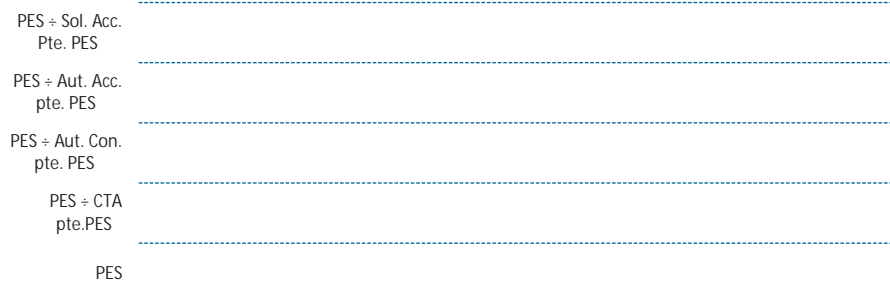 PES ÷ Sol. Acc.
Pte. PES
PES ÷ Aut. Acc.
pte. PES
PES ÷ Aut. Con.
pte. PES
PES ÷ CTA
pte.PES
PES